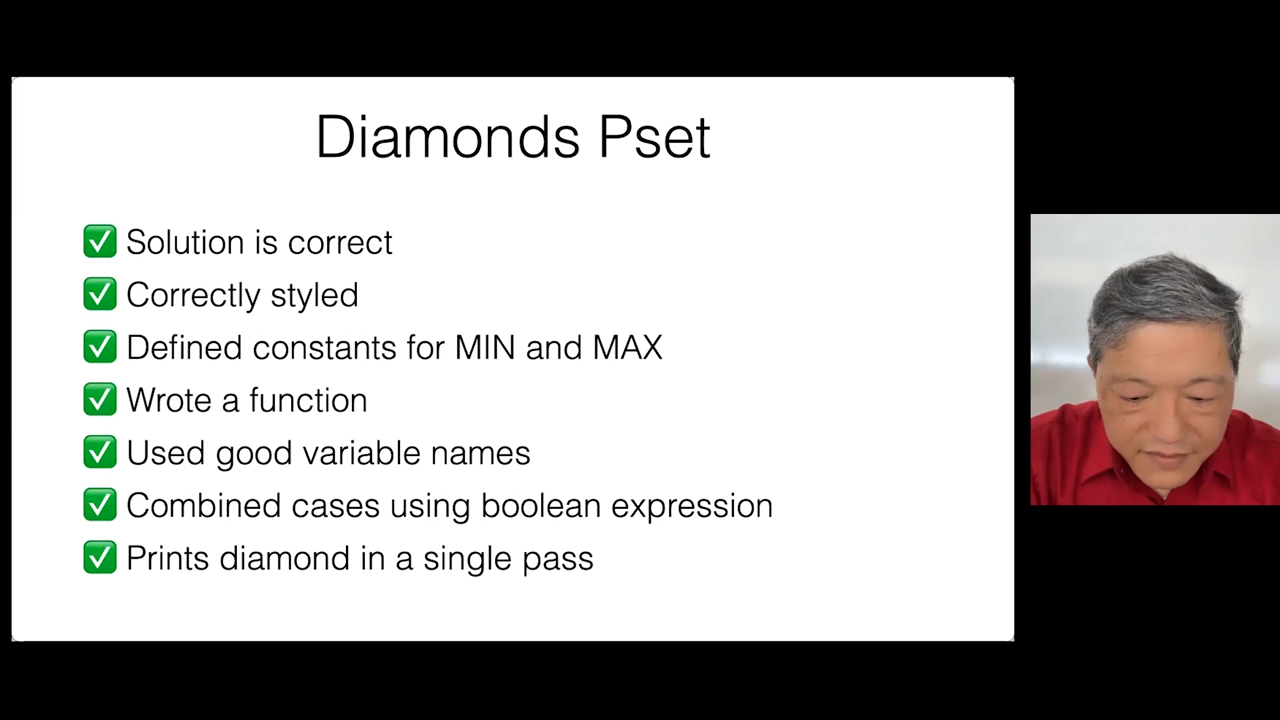 Diamonds Pset
✅ Solution is correct
✅ Correctly styled
✅ Defined constants for MIN and MAX
✅ Wrote a function
✅ Used good variable names
✅ Combined cases using boolean expression
✅ Prints diamond in a single pass